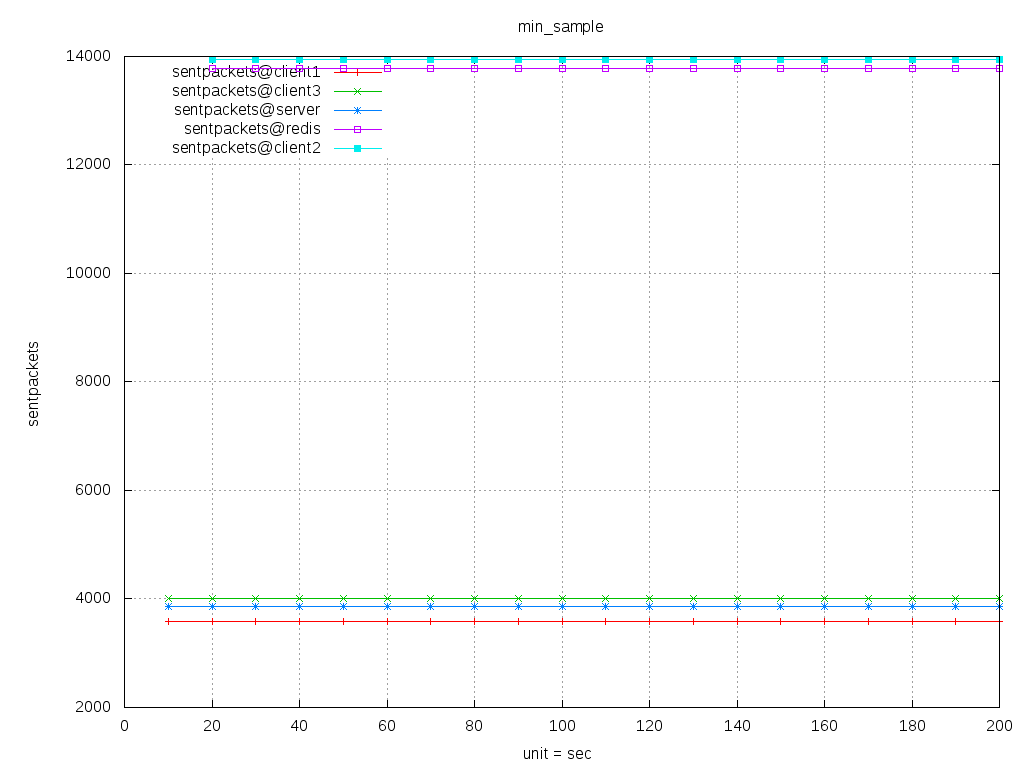 min_sample
14000
12000
10000
8000
6000
4000
2000
sentpackets
sentpackets@client1
sentpackets@client3
sentpackets@server
sentpackets@redis
sentpackets@client2
0 20 40 60 80 100 120 140 160 180 200
unit = sec